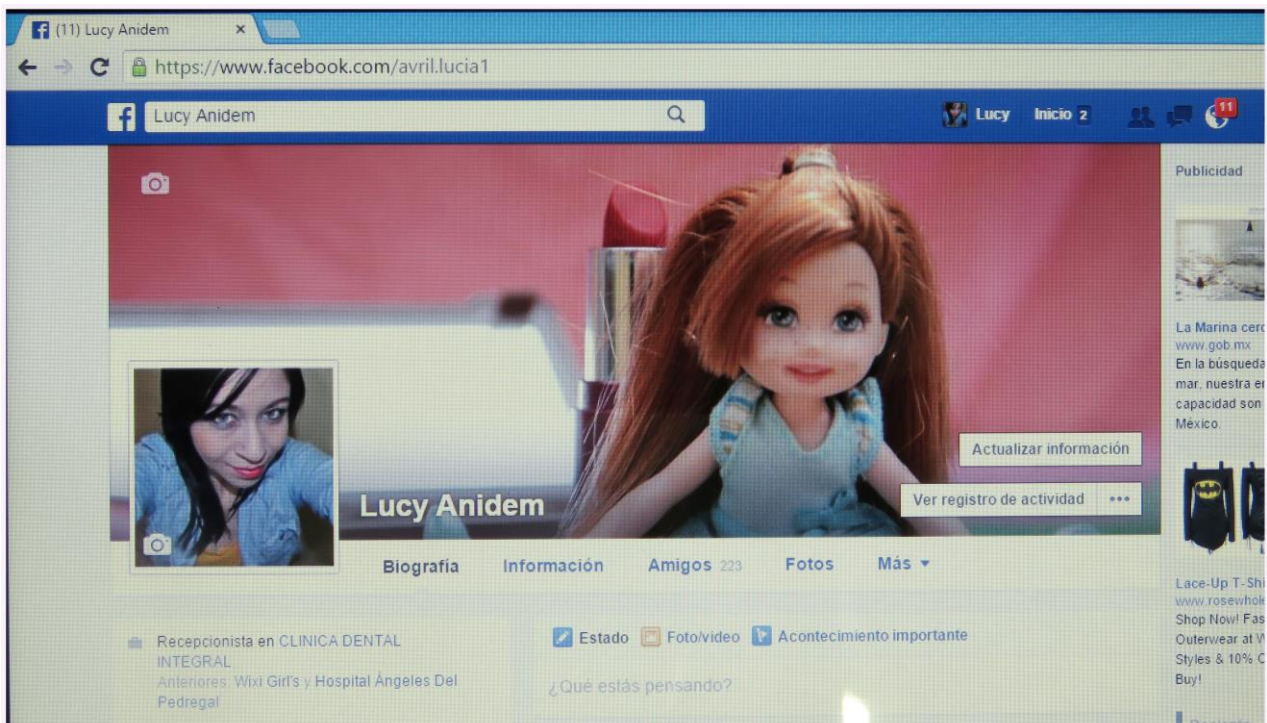 (11) Lucy Anidem
https://www.facebook.com/avril.lucia1
Lucy Anidem
Lucy
Inicio 2
11
Publicidad
La Marina cerc
www.gob.mx
En la búsqueda
mar, nuestra en
capacidad son
México.
Actualizar información
Ver registro de actividad
Lucy Anidem
Biografía Información Amigos 223 Fotos Más
Recepcionista en CLINICA DENTAL
INTEGRAL
Anteriores: Wixi Girl's y Hospital Ángeles Del
Pedregal
Estado Foto/video Acontecimiento importante
¿Qué estás pensando?
Lace-Up T-Shi
www.rosewhole
Shop Now! Fas
Outerwear at W
Styles & 10% O
Buy!